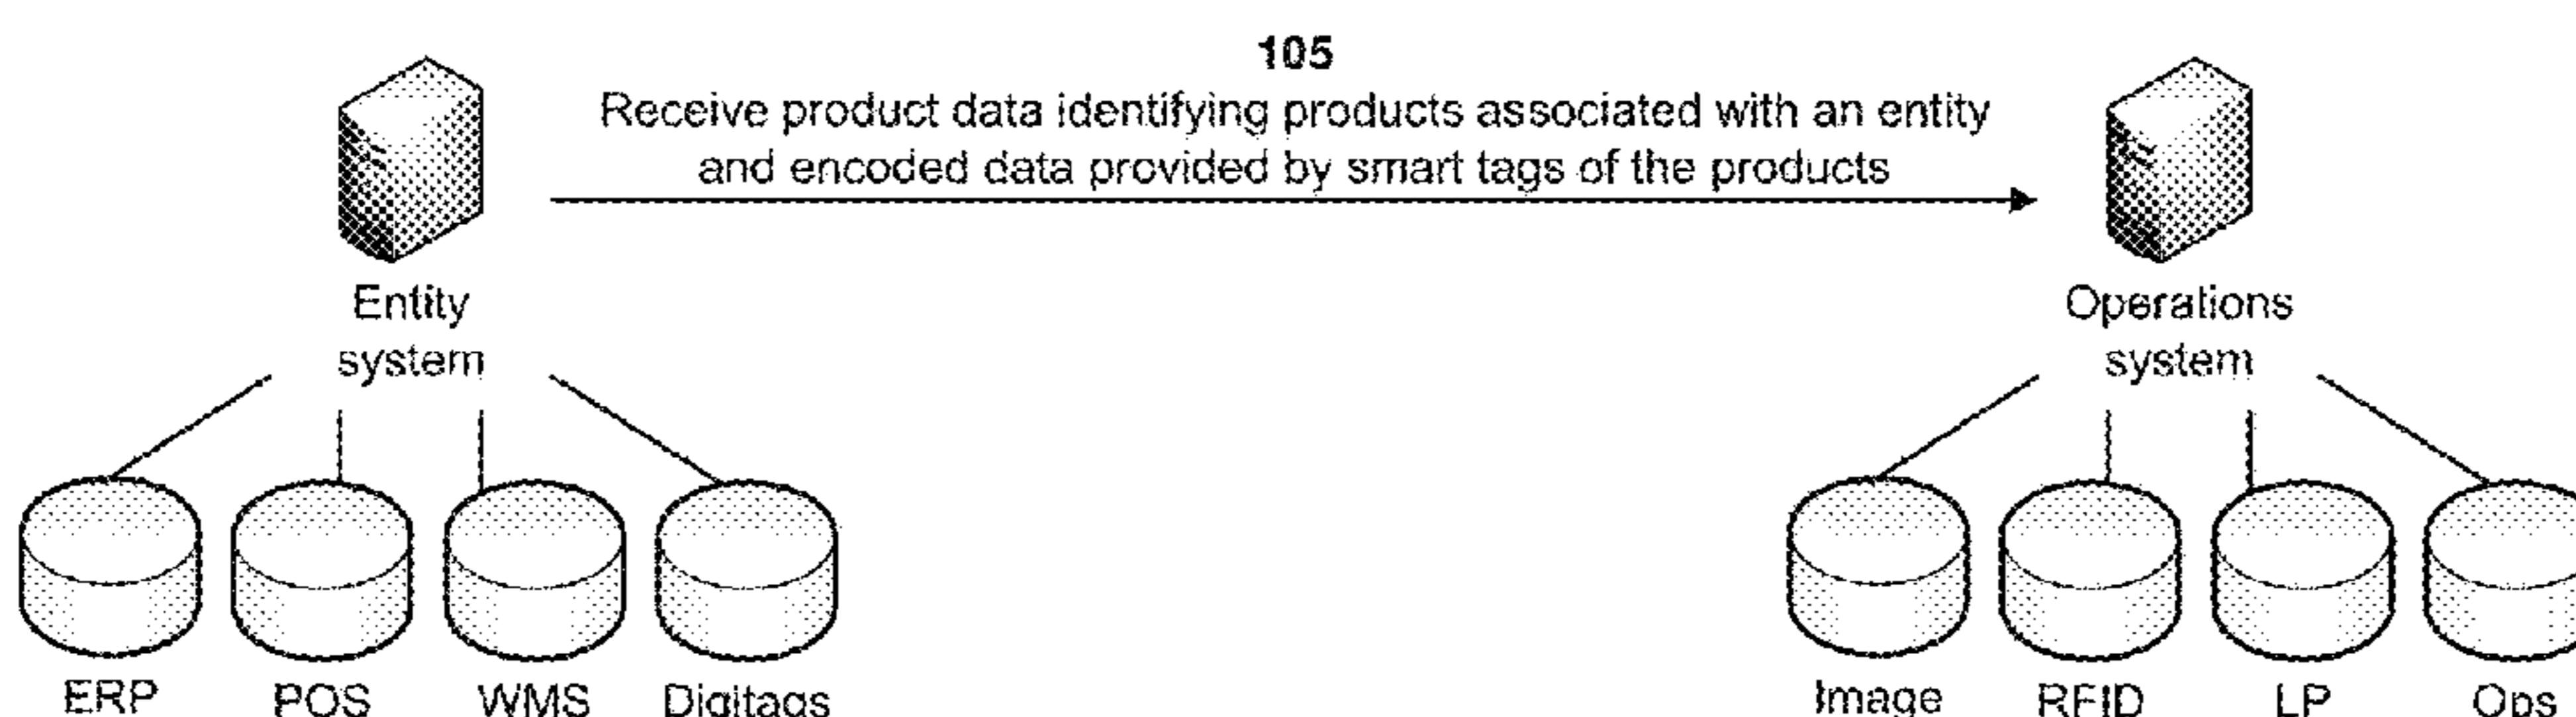 105
Receive product data identifying products associated with an entity
and encoded data provided by smart tags of the products
Entity
system
Operations
system
ERP POS WMS Digitags
Image RFID LP Ops